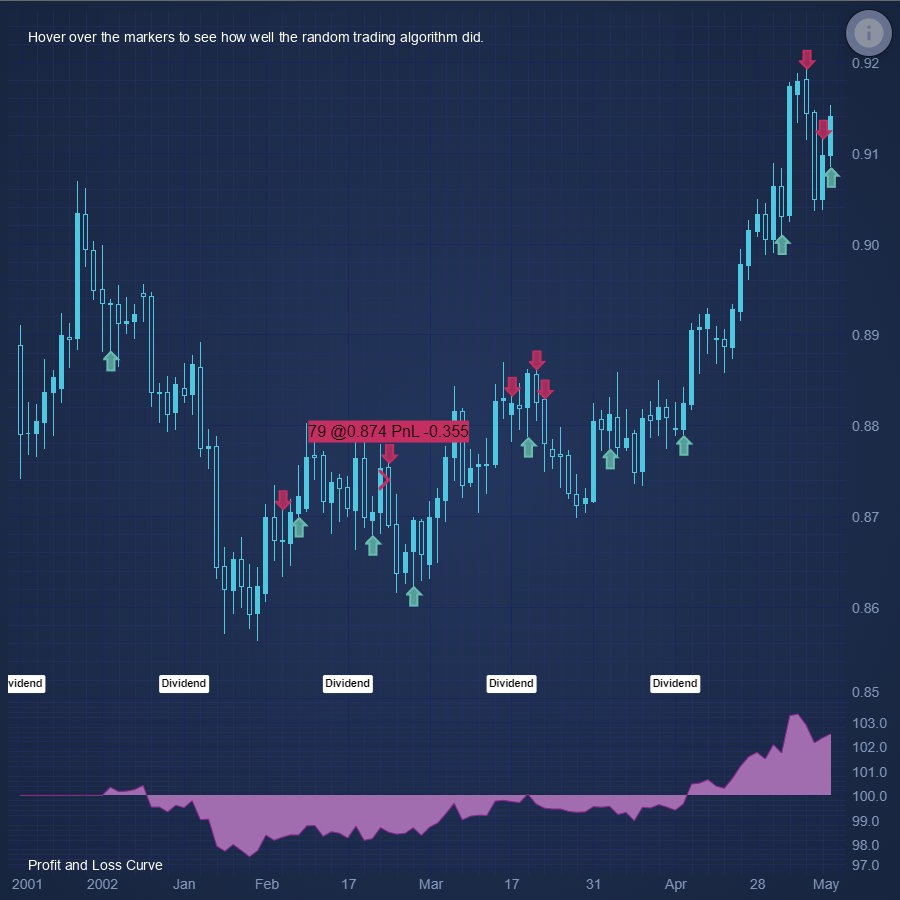 Hover over the markers to see how well the random trading algorithm did.
i
0.92
0.91
0.90
0.89
0.88
79 @0.874 PnL -0.355
0.87
0.86
vidend Dividend Dividend Dividend Dividend
0.85
103.0
102.0
101.0
100.0
99.0
98.0
97.0
Profit and Loss Curve
2001 2002 Jan Feb 17 Mar 17 31 Apr 28 May